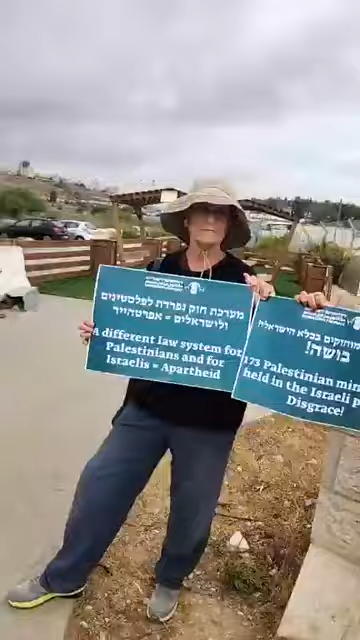 מערכת חוק נפרדת לפלסטינים
ולישראלים = אפרטהייד
A different law system for
Palestinians and for
Israelis = Apartheid
מוחזקים בכלא הישראלי
בושה!
173 Palestinian min
held in the Israeli P
Disgrace!